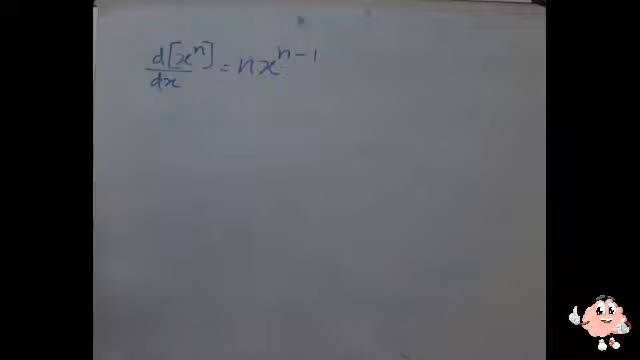 d[xⁿ]/dx = nxⁿ⁻¹